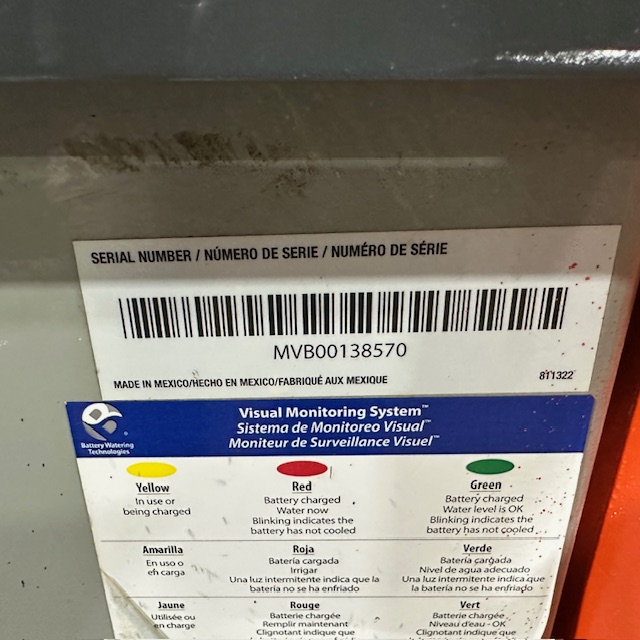 SERIAL NUMBER / NÚMERO DE SERIE / NUMÉRO DE SÉRIE
MVB00138570
MADE IN MEXICO/HECHO EN MEXICO/FABRIQUÉ AUX MEXIQUE
811322
Battery Watering
Technologies
Visual Monitoring System™
Sistema de Monitoreo Visual™
Moniteur de Surveillance Visuel™
Yellow
In use or
being charged
Red
Battery charged
Water now
Blinking indicates the
battery has not cooled
Green
Battery charged
Water level is OK
Blinking indicates the
battery has not cooled
Amarilla
En uso o
en carga
Roja
Batería cargada
Irrigar
Una luz intermitente indica que la
batería no se ha enfriado
Verde
Batería cargada
Nivel de agua adecuado
Una luz intermitente indica que
la batería no se ha enfriado
Jaune
Utilisée ou
en charge
Rouge
Batterie chargée
Remplir maintenant
Clignotant indique que
Vert
Batterie chargée
Niveau d'eau - OK
Clignotant indique que